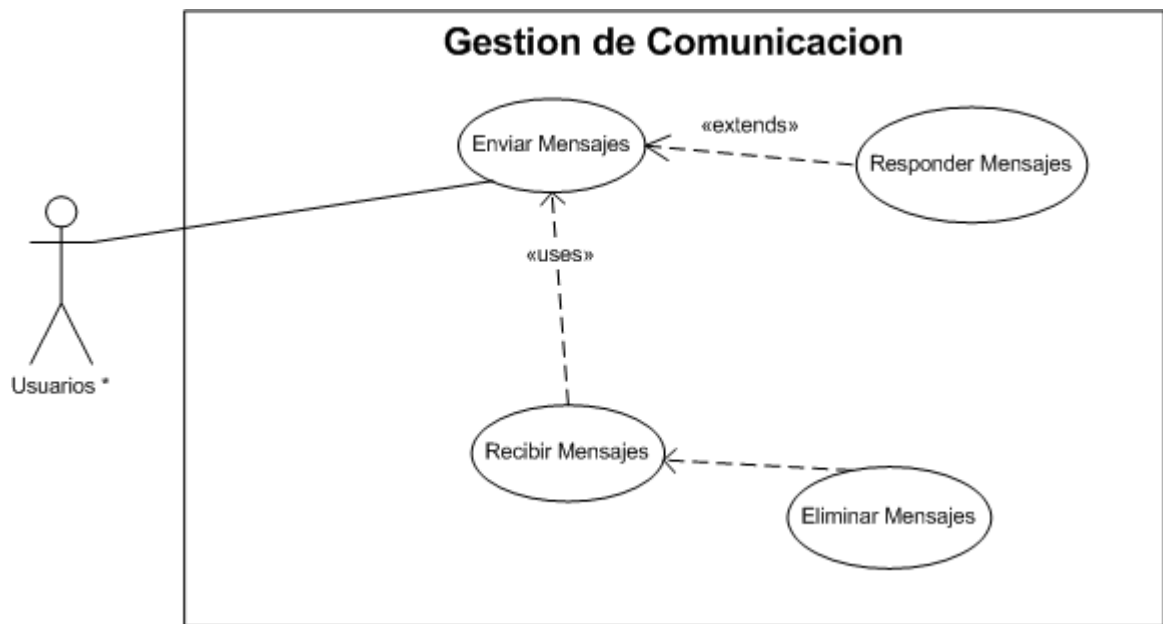 Gestion de Comunicacion
Enviar Mensajes
«extends»
Responder Mensajes
«uses»
Usuarios *
Recibir Mensajes
Eliminar Mensajes